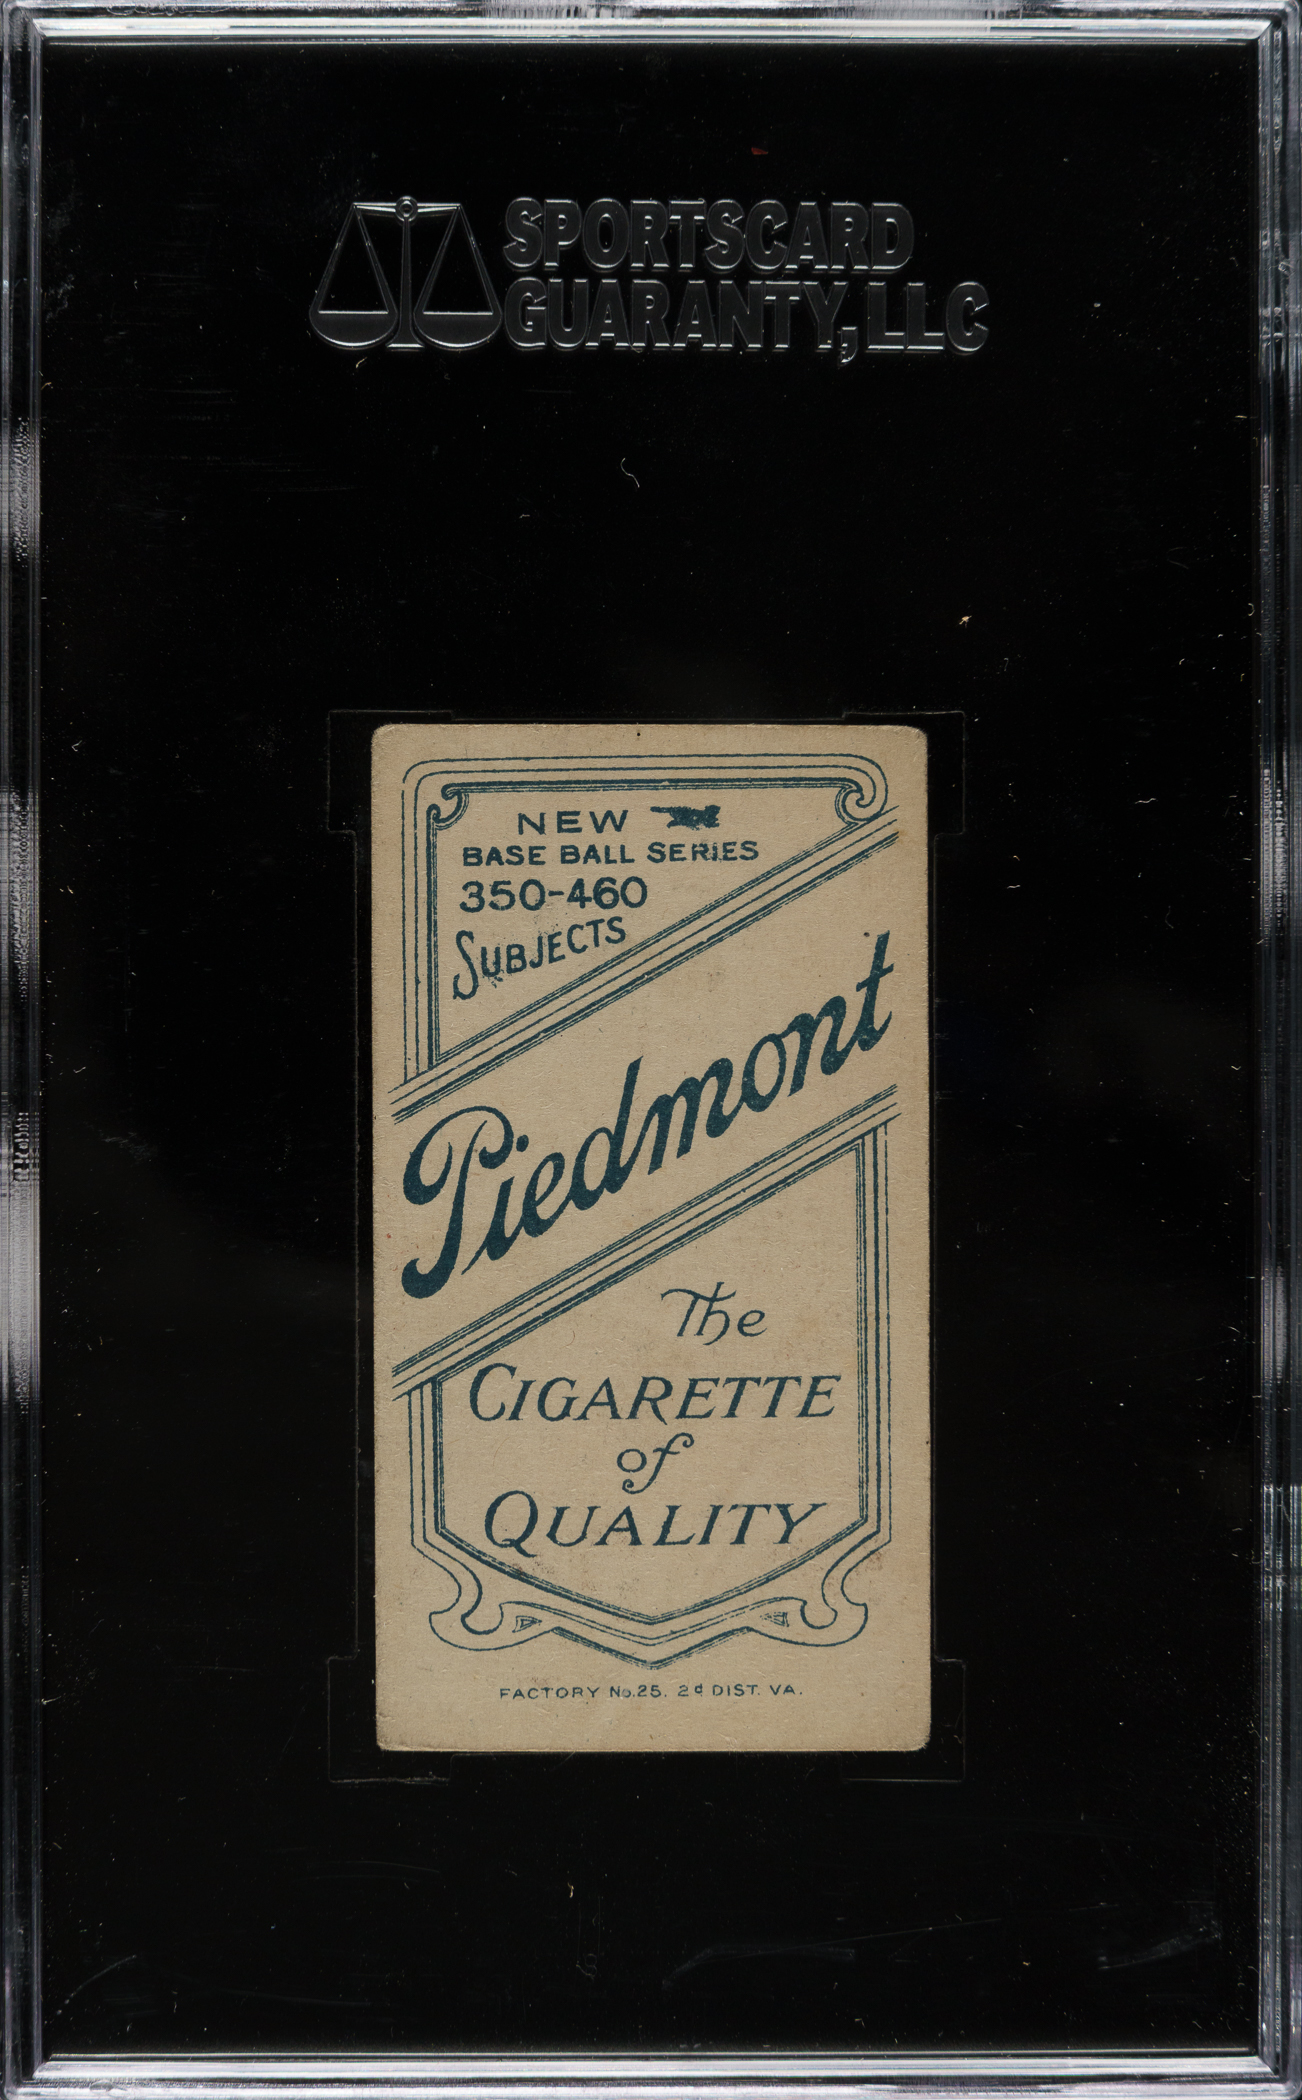 SPORTSCARD
GUARANTY, LLC
NEW
BASE BALL SERIES
350-460
SUBJECTS
Piedmont
The
CIGARETTE
of
QUALITY
FACTORY No.25. 2d DIST. VA.